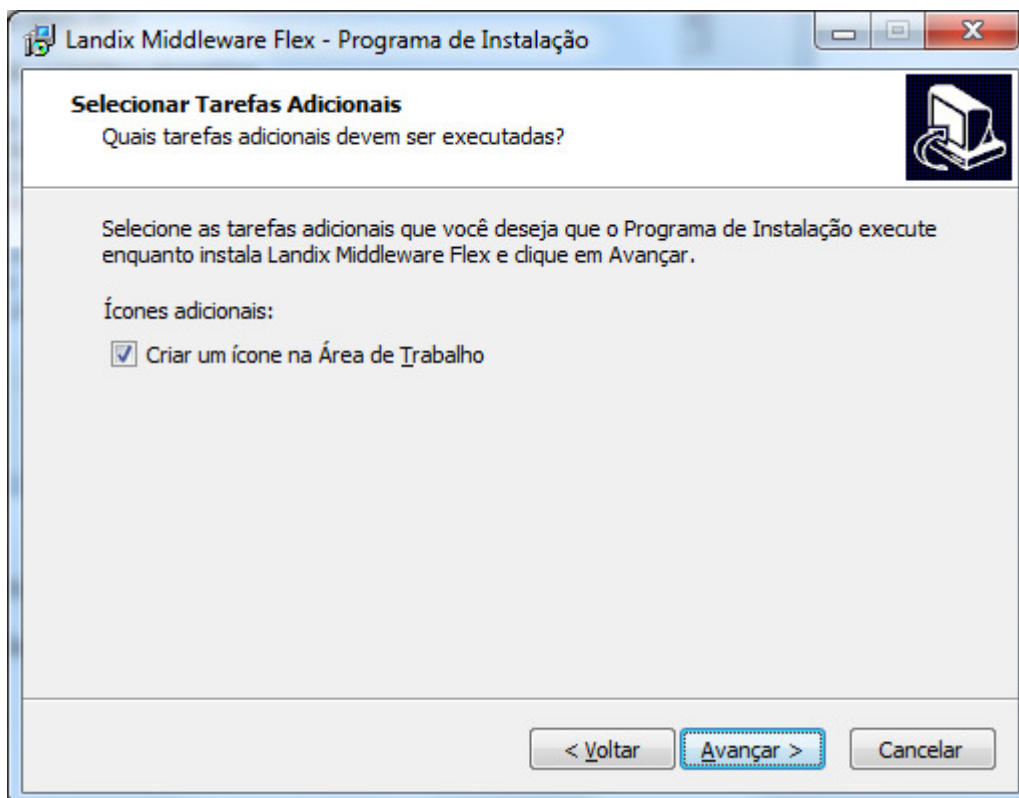 Landix Middleware Flex - Programa de Instalação
Selecionar Tarefas Adicionais
Quais tarefas adicionais devem ser executadas?
Selecione as tarefas adicionais que você deseja que o Programa de Instalação execute
enquanto instala Landix Middleware Flex e clique em Avançar.
Ícones adicionais:
Criar um ícone na Área de Trabalho
< Voltar
Avançar >
Cancelar